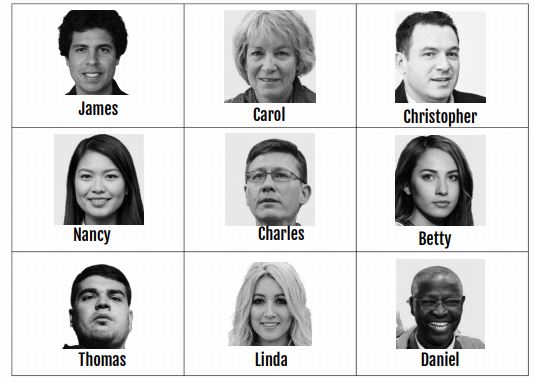 James
Carol
Christopher
Nancy
Charles
Betty
Thomas
Linda
Daniel